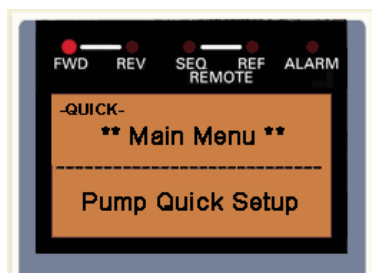 FWD REV SEQ REF ALARM
REMOTE
-QUICK-
** Main Menu **
Pump Quick Setup